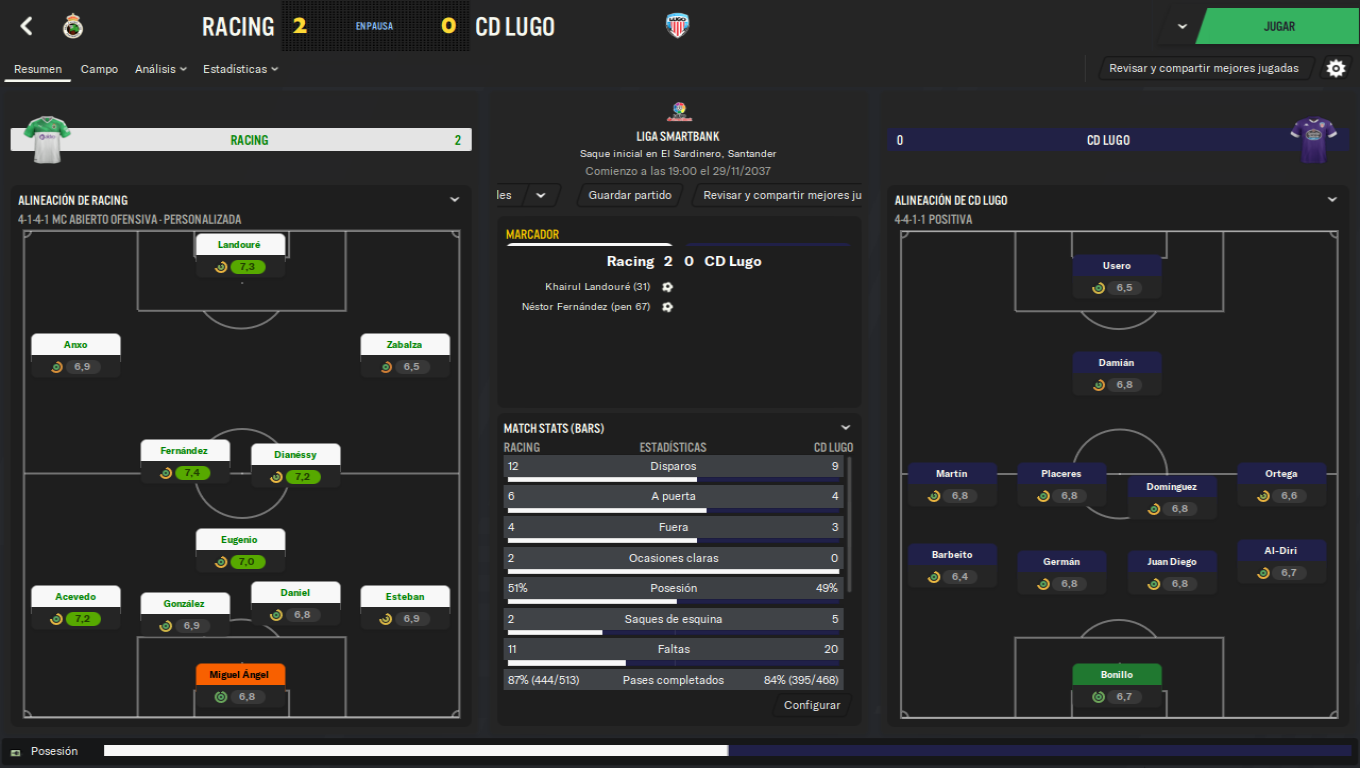 RACING 2 EN PAUSA 0 CD LUGO
JUGAR
Resumen Campo Análisis Estadísticas
Revisar y compartir mejores jugadas
RACING 2
LIGA SMARTBANK
Saque inicial en El Sardinero, Santander
Comienzo a las 19:00 el 29/11/2037
les Guardar partido Revisar y compartir mejores ju
0 CD LUGO
ALINEACIÓN DE RACING
4-1-4-1 MC ABIERTO OFENSIVA - PERSONALIZADA
Landouré
7,3
Anxo
6,9
Zabalza
6,5
Fernández
7,4
Dianéssy
7,2
Eugenio
7,0
Acevedo
7,2
González
6,9
Daniel
6,8
Esteban
6,9
Miguel Ángel
6,8
MARCADOR
Racing 2 0 CD Lugo
Khairul Landouré (31)
Néstor Fernández (pen 67)
MATCH STATS (BARS)
RACING ESTADÍSTICAS CD LUGO
12 Disparos 9
6 A puerta 4
4 Fuera 3
2 Ocasiones claras 0
51% Posesión 49%
2 Saques de esquina 5
11 Faltas 20
87% (444/513) Pases completados 84% (395/468)
Configurar
ALINEACIÓN DE CD LUGO
4-4-1-1 POSITIVA
Usero
6,5
Damián
6,8
Martín
6,8
Placeres
6,8
Domínguez
6,8
Ortega
6,6
Barbeito
6,4
Germán
6,8
Juan Diego
6,8
Al-Diri
6,7
Bonillo
6,7
Posesión